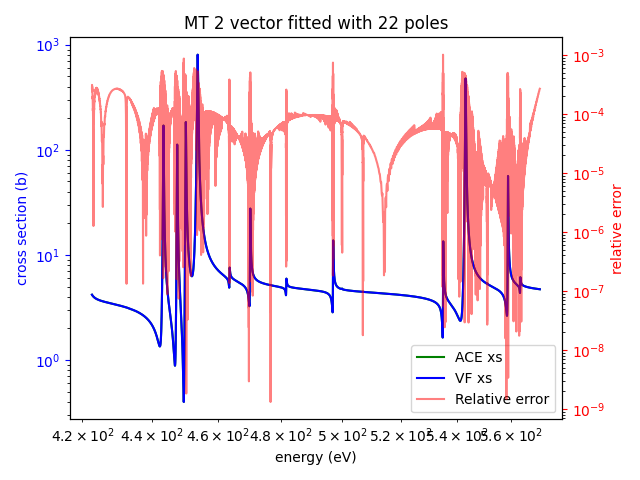 MT 2 vector fitted with 22 poles
cross section (b)
10³
10²
10¹
10⁰
relative error
10⁻³
10⁻⁴
10⁻⁵
10⁻⁶
10⁻⁷
10⁻⁸
10⁻⁹
ACE xs
VF xs
Relative error
4.2 × 10² 4.4 × 10² 4.6 × 10² 4.8 × 10² 5 × 10² 5.2 × 10² 5.4 × 10² 5.6 × 10²
energy (eV)